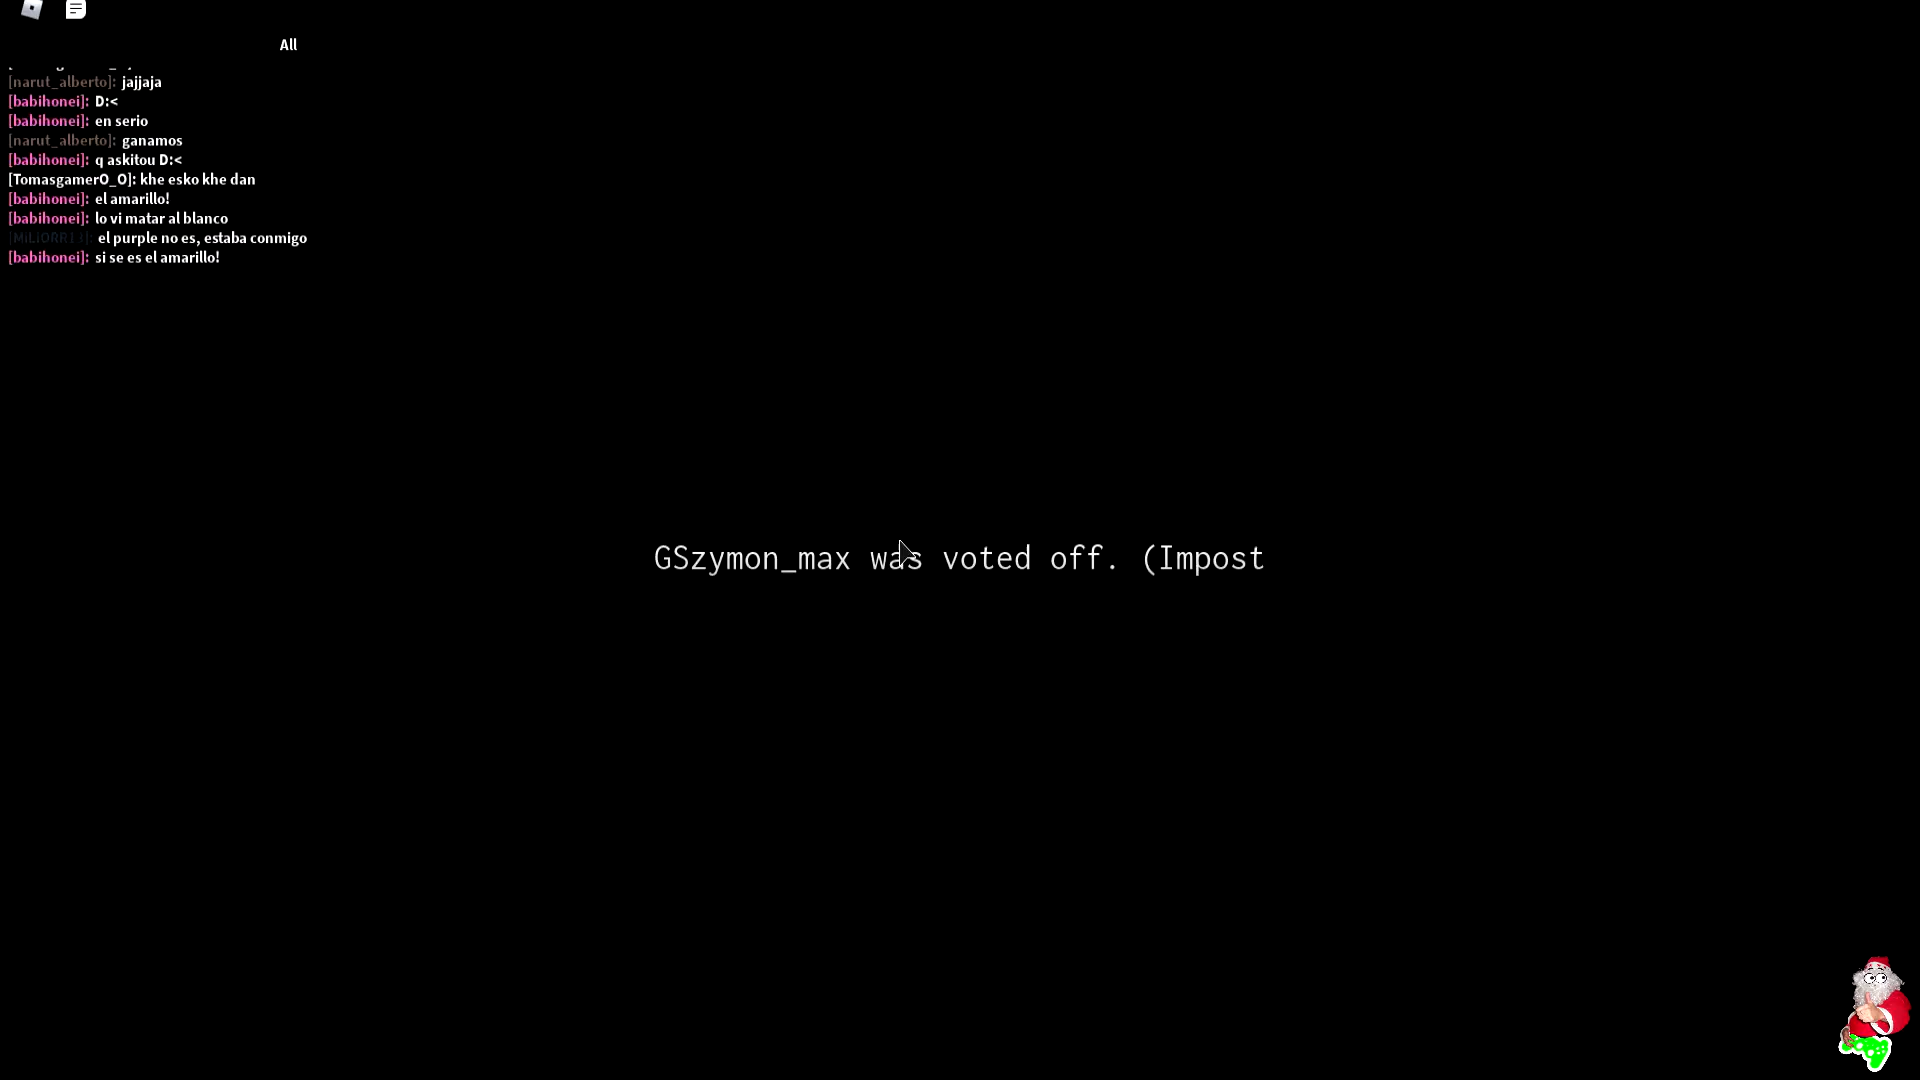 All
[narut_alberto]: jajjaja
[babihonei]: D:<
[babihonei]: en serio
[narut_alberto]: ganamos
[babihonei]: q askitou D:<
[TomasgamerO_O]: khe esko khe dan
[babihonei]: el amarillo!
[babihonei]: lo vi matar al blanco
el purple no es, estaba conmigo
[babihonei]: si se es el amarillo!
GSzymon_max was voted off. (Impost